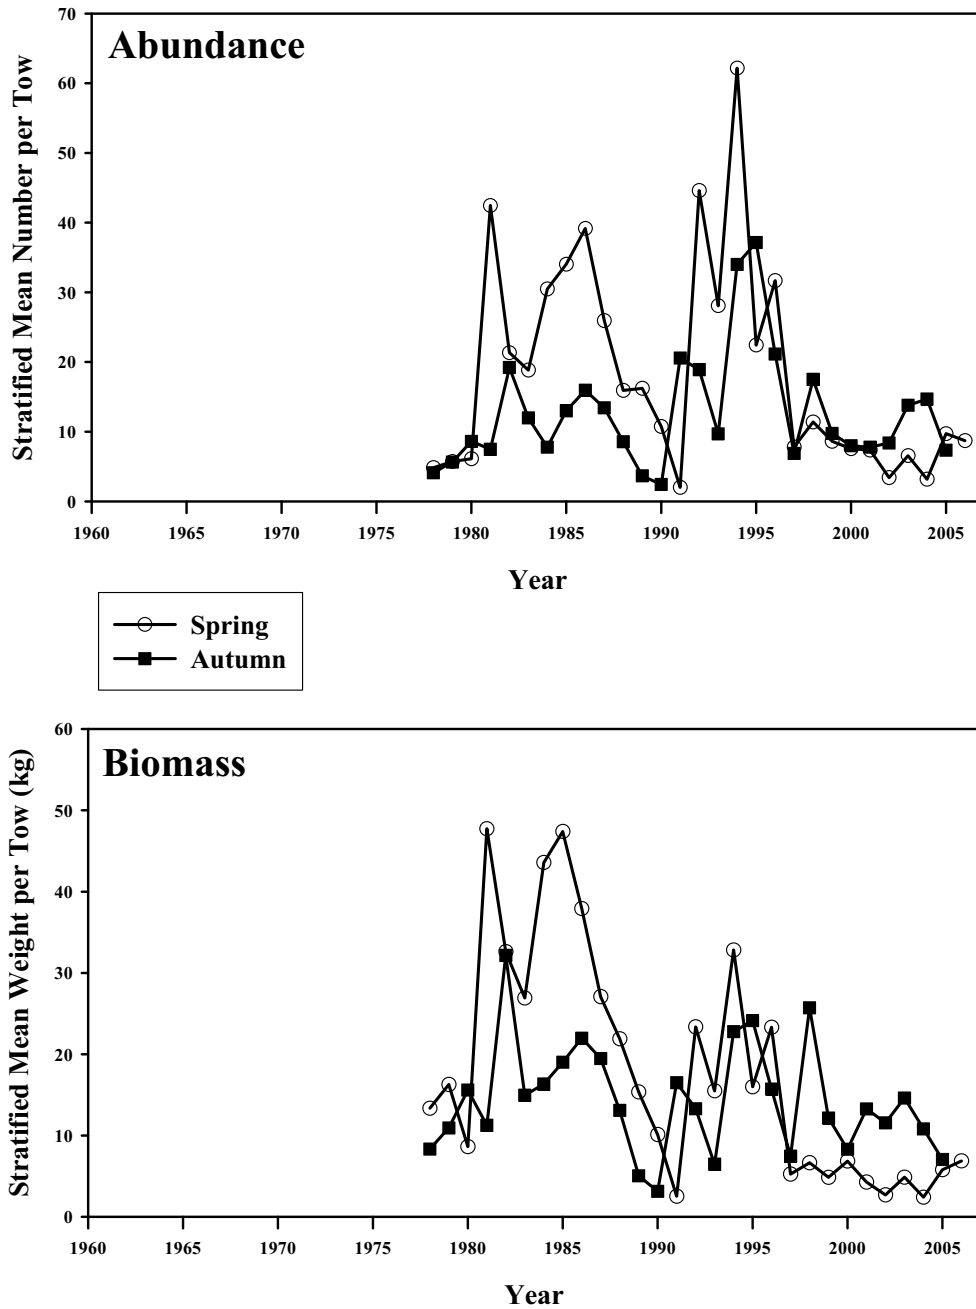 Abundance
Stratified Mean Number per Tow
70
60
50
40
30
20
10
0
1960 1965 1970 1975 1980 1985 1990 1995 2000 2005
Year
Spring
Autumn
Biomass
Stratified Mean Weight per Tow (kg)
60
50
40
30
20
10
0
1960 1965 1970 1975 1980 1985 1990 1995 2000 2005
Year